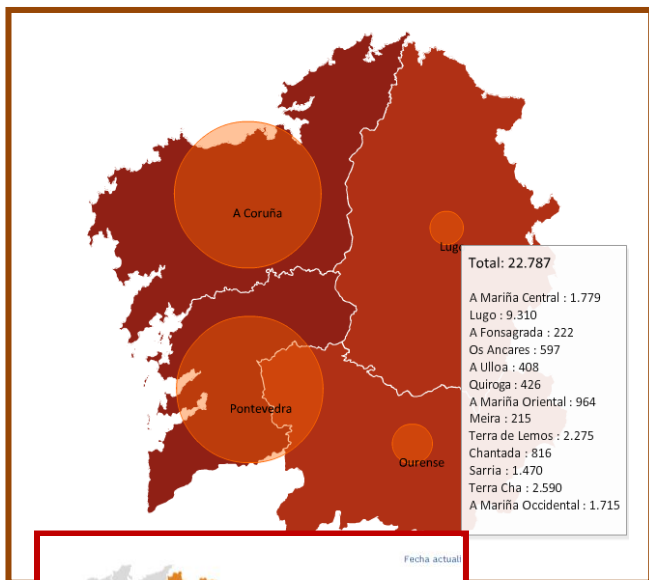 A Coruña
Lugo
Total: 22.787
A Mariña Central : 1.779
Lugo : 9.310
A Fonsagrada : 222
Os Ancares : 597
A Ulloa : 408
Quiroga : 426
A Mariña Oriental : 964
Meira : 215
Terra de Lemos : 2.275
Chantada : 816
Sarria : 1.470
Terra Cha : 2.590
A Mariña Occidental : 1.715
Pontevedra
Ourense
Fecha actuali